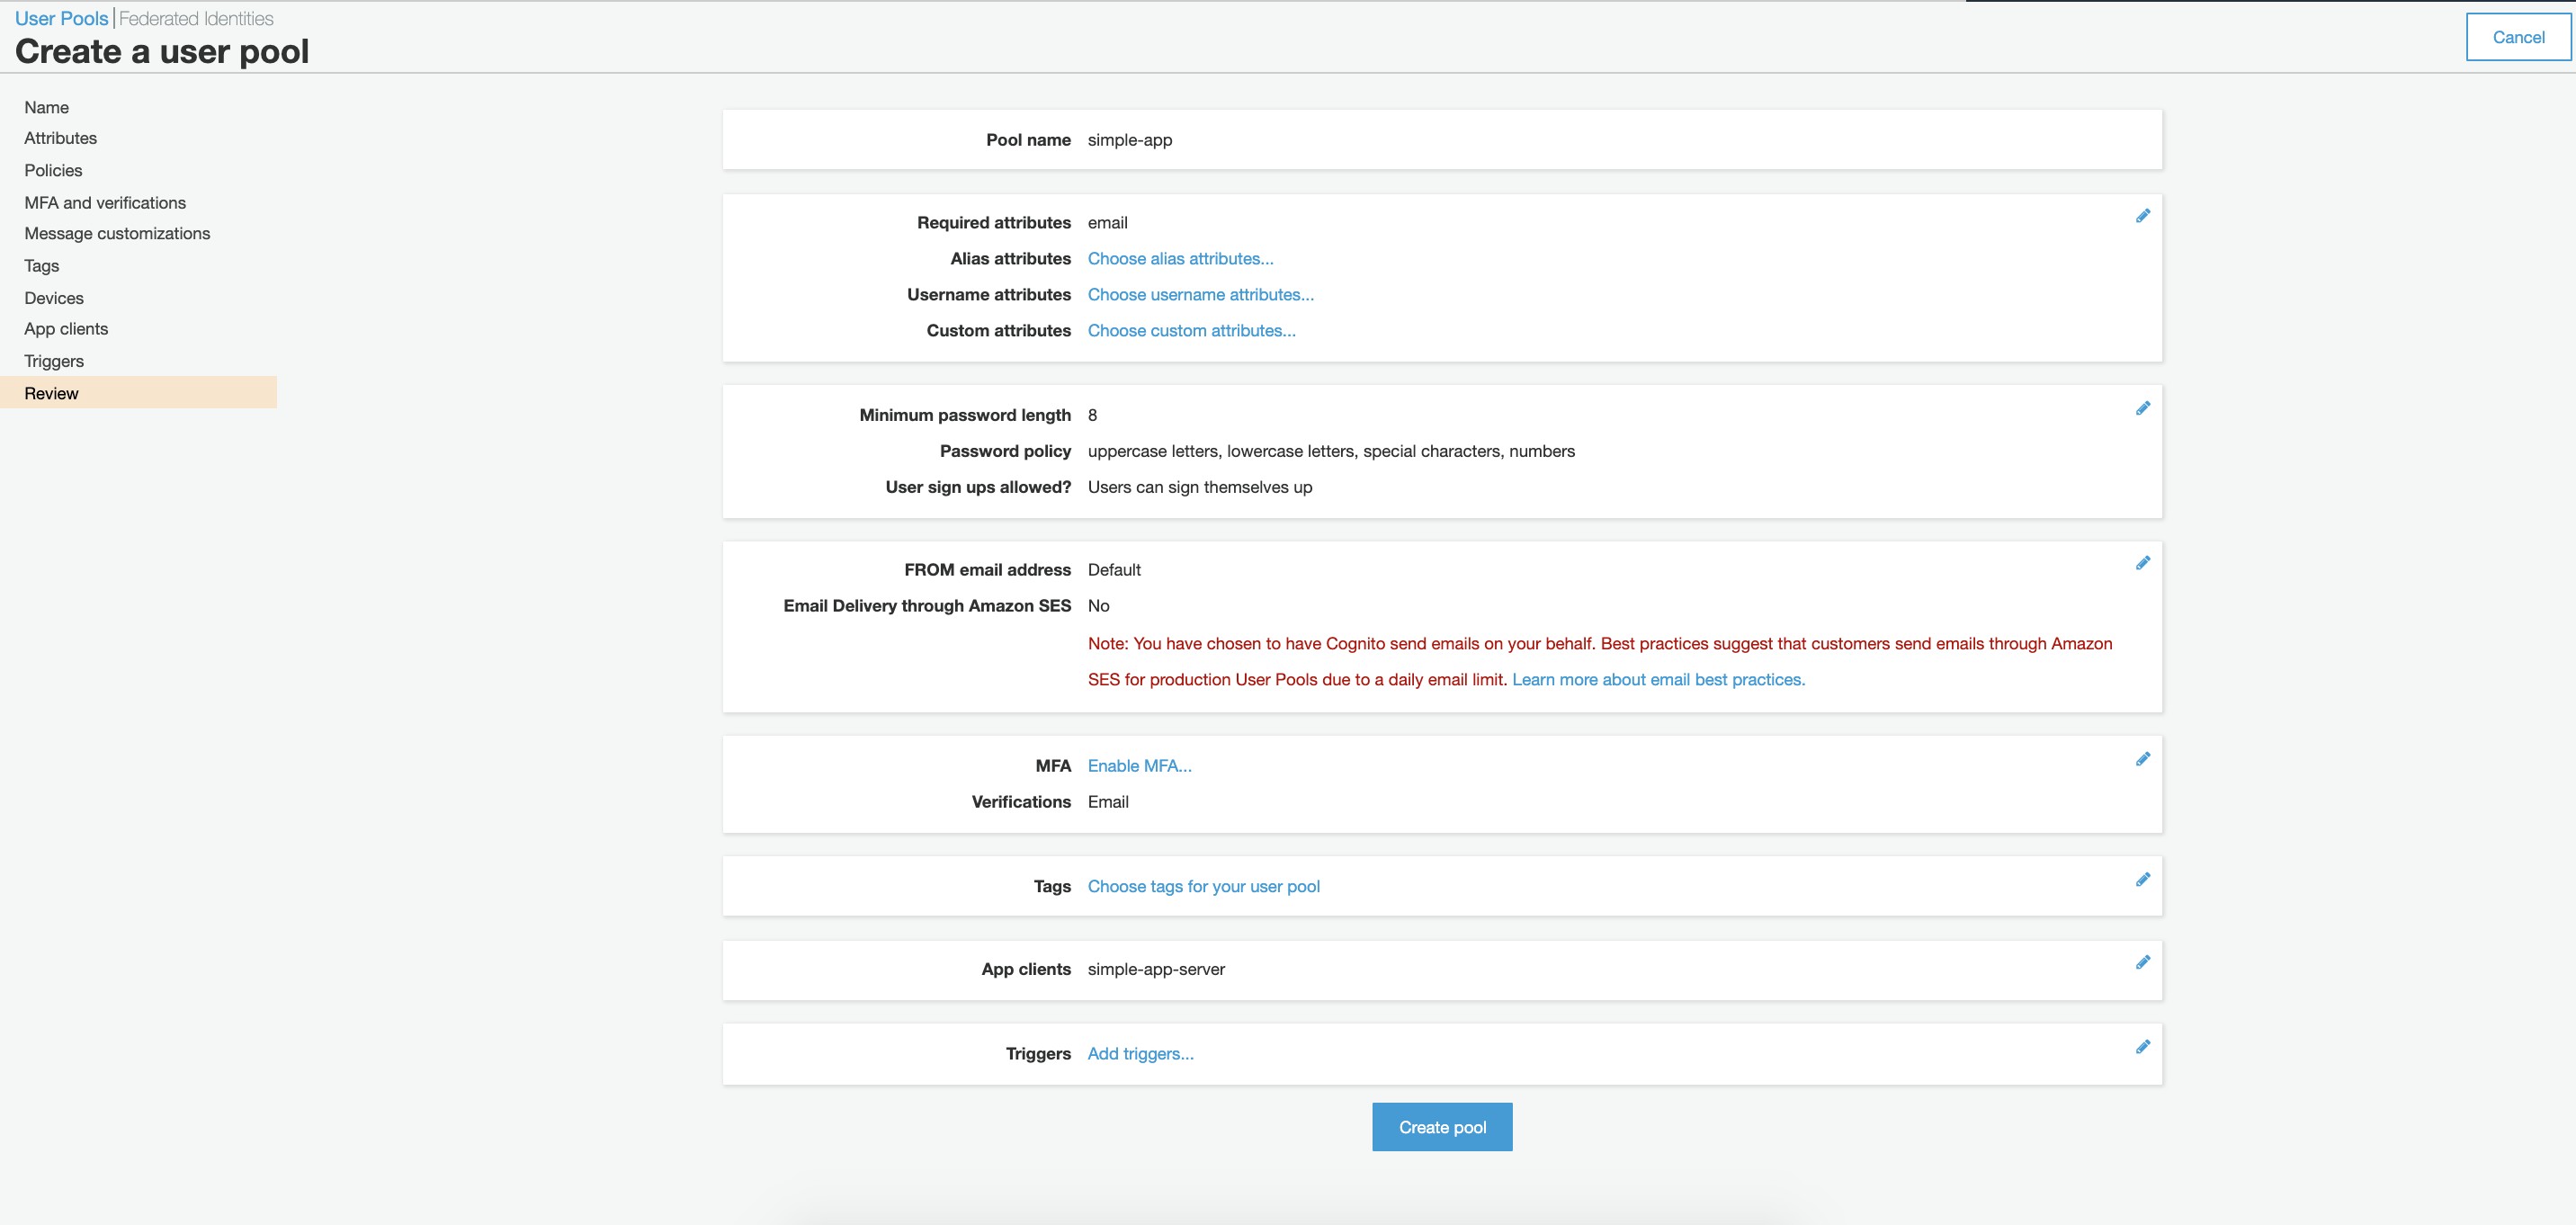 User Pools | Federated Identities
Create a user pool
Cancel
Name
Attributes
Policies
MFA and verifications
Message customizations
Tags
Devices
App clients
Triggers
Review
Pool name simple-app
Required attributes email
Alias attributes Choose alias attributes...
Username attributes Choose username attributes...
Custom attributes Choose custom attributes...
Minimum password length 8
Password policy uppercase letters, lowercase letters, special characters, numbers
User sign ups allowed? Users can sign themselves up
FROM email address Default
Email Delivery through Amazon SES No
Note: You have chosen to have Cognito send emails on your behalf. Best practices suggest that customers send emails through Amazon
SES for production User Pools due to a daily email limit. Learn more about email best practices.
MFA Enable MFA...
Verifications Email
Tags Choose tags for your user pool
App clients simple-app-server
Triggers Add triggers...
Create pool